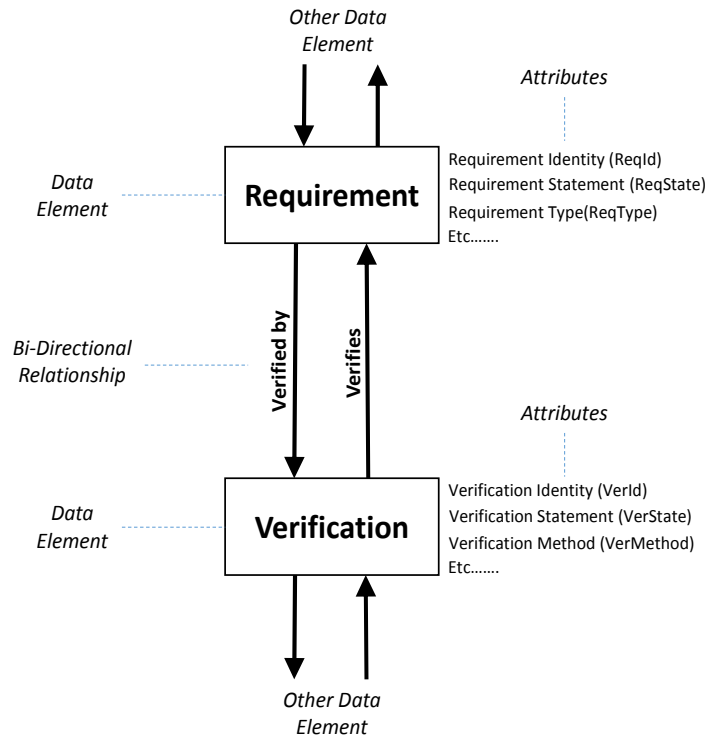 Other Data
Element
Attributes
Requirement
Data
Element
Requirement Identity (ReqId)
Requirement Statement (ReqState)
Requirement Type(ReqType)
Etc…….
Bi-Directional
Relationship
Verified by
Verifies
Attributes
Verification
Data
Element
Verification Identity (VerId)
Verification Statement (VerState)
Verification Method (VerMethod)
Etc…….
Other Data
Element